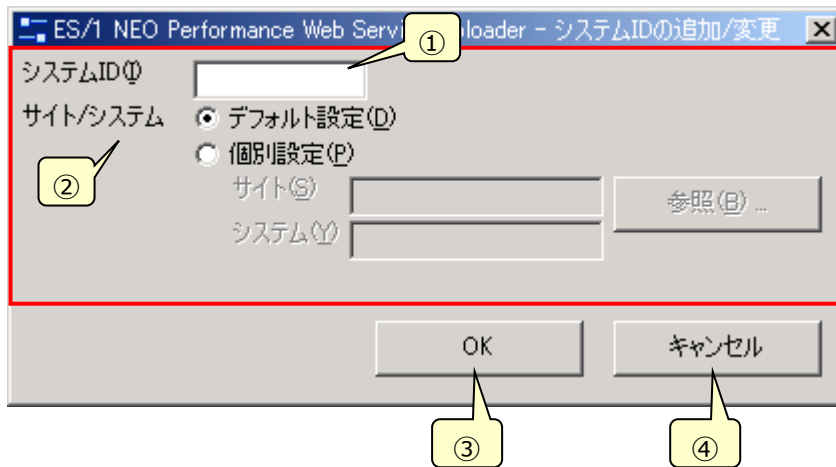 ES/1 NEO Performance Web Servi ploader - システムIDの追加/変更
①
システムID(I)
サイト/システム
デフォルト設定(D)
②
個別設定(P)
サイト(S)
参照(B) ...
システム(Y)
OK
キャンセル
③
④